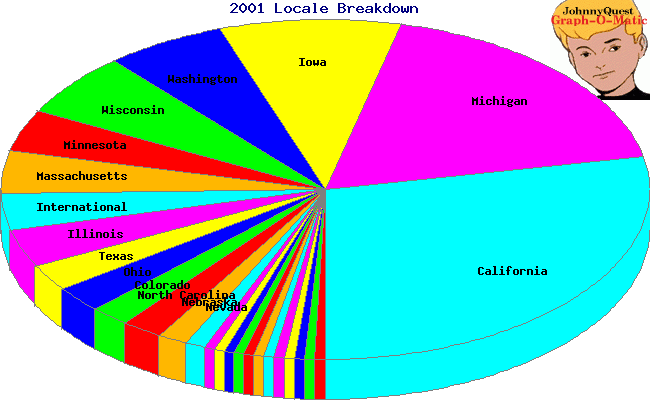 2001 Locale Breakdown
JohnnyQuest
Graph-O-Matic
Iowa
Michigan
Washington
Wisconsin
Minnesota
Massachusetts
International
Illinois
Texas
Ohio
Colorado
North Carolina
Nebraska
Nevada
California